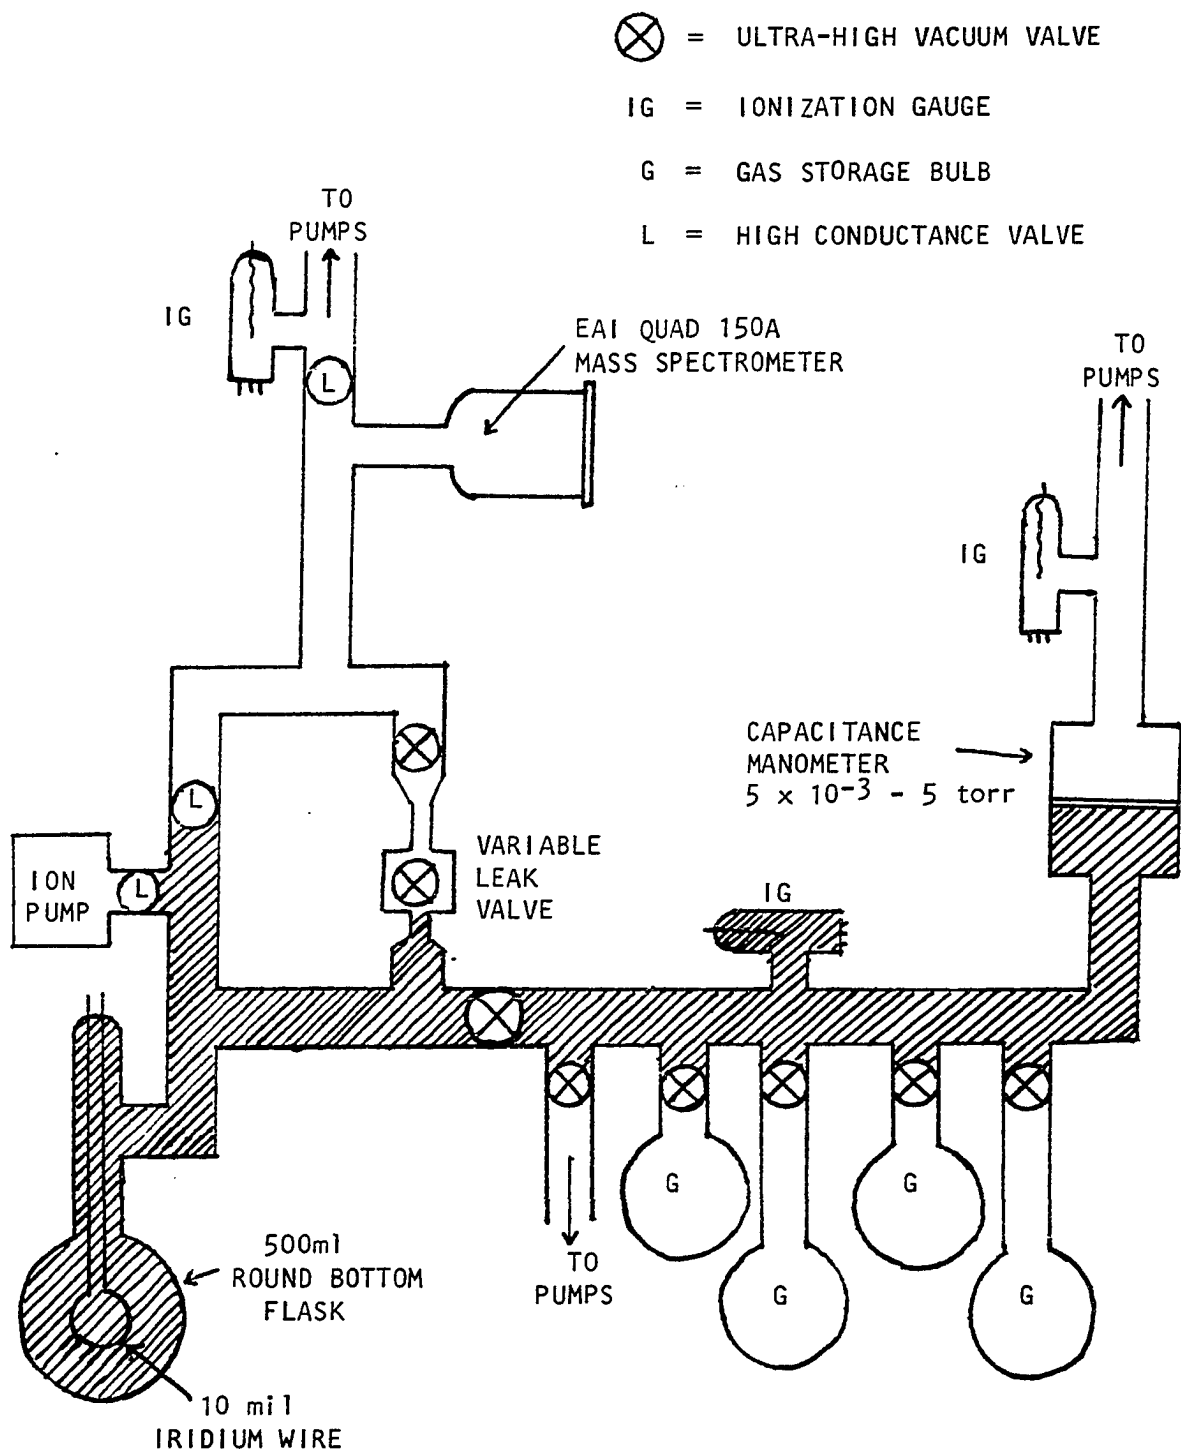 = ULTRA-HIGH VACUUM VALVE
IG = IONIZATION GAUGE
G = GAS STORAGE BULB
L = HIGH CONDUCTANCE VALVE
TO
PUMPS
IG
L
EAI QUAD 150A
MASS SPECTROMETER
TO
PUMPS
IG
CAPACITANCE
MANOMETER
5 x 10⁻³ - 5 torr
L
ION
PUMP
L
VARIABLE
LEAK
VALVE
IG
G
G
G
G
TO
PUMPS
500ml
ROUND BOTTOM
FLASK
10 mil
IRIDIUM WIRE